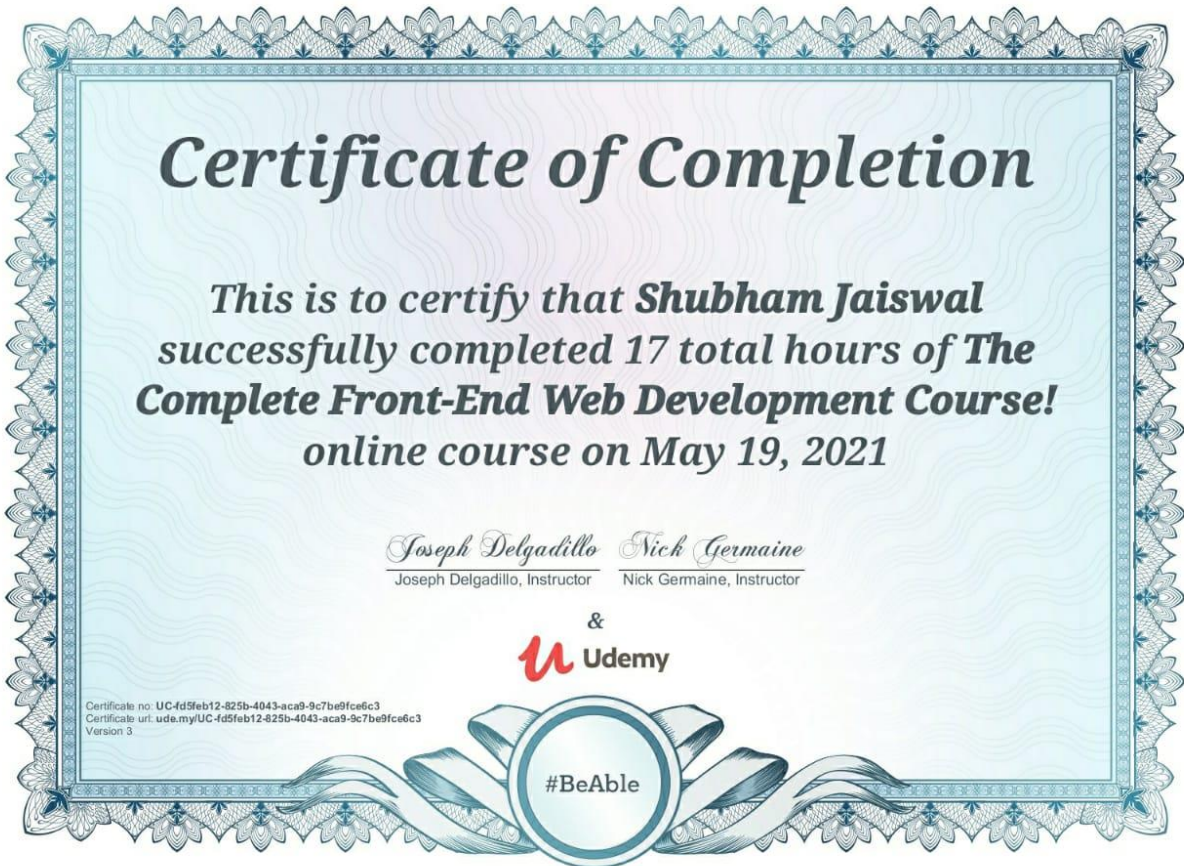 Certificate of Completion
This is to certify that Shubham Jaiswal
successfully completed 17 total hours of The
Complete Front-End Web Development Course!
online course on May 19, 2021
Joseph Delgadillo Nick Germaine
Joseph Delgadillo, Instructor Nick Germaine, Instructor
&
Udemy
Certificate no: UC-fd5feb12-825b-4043-aca9-9c7be9fce6c3
Certificate url: ude.my/UC-fd5feb12-825b-4043-aca9-9c7be9fce6c3
Version 3
#BeAble